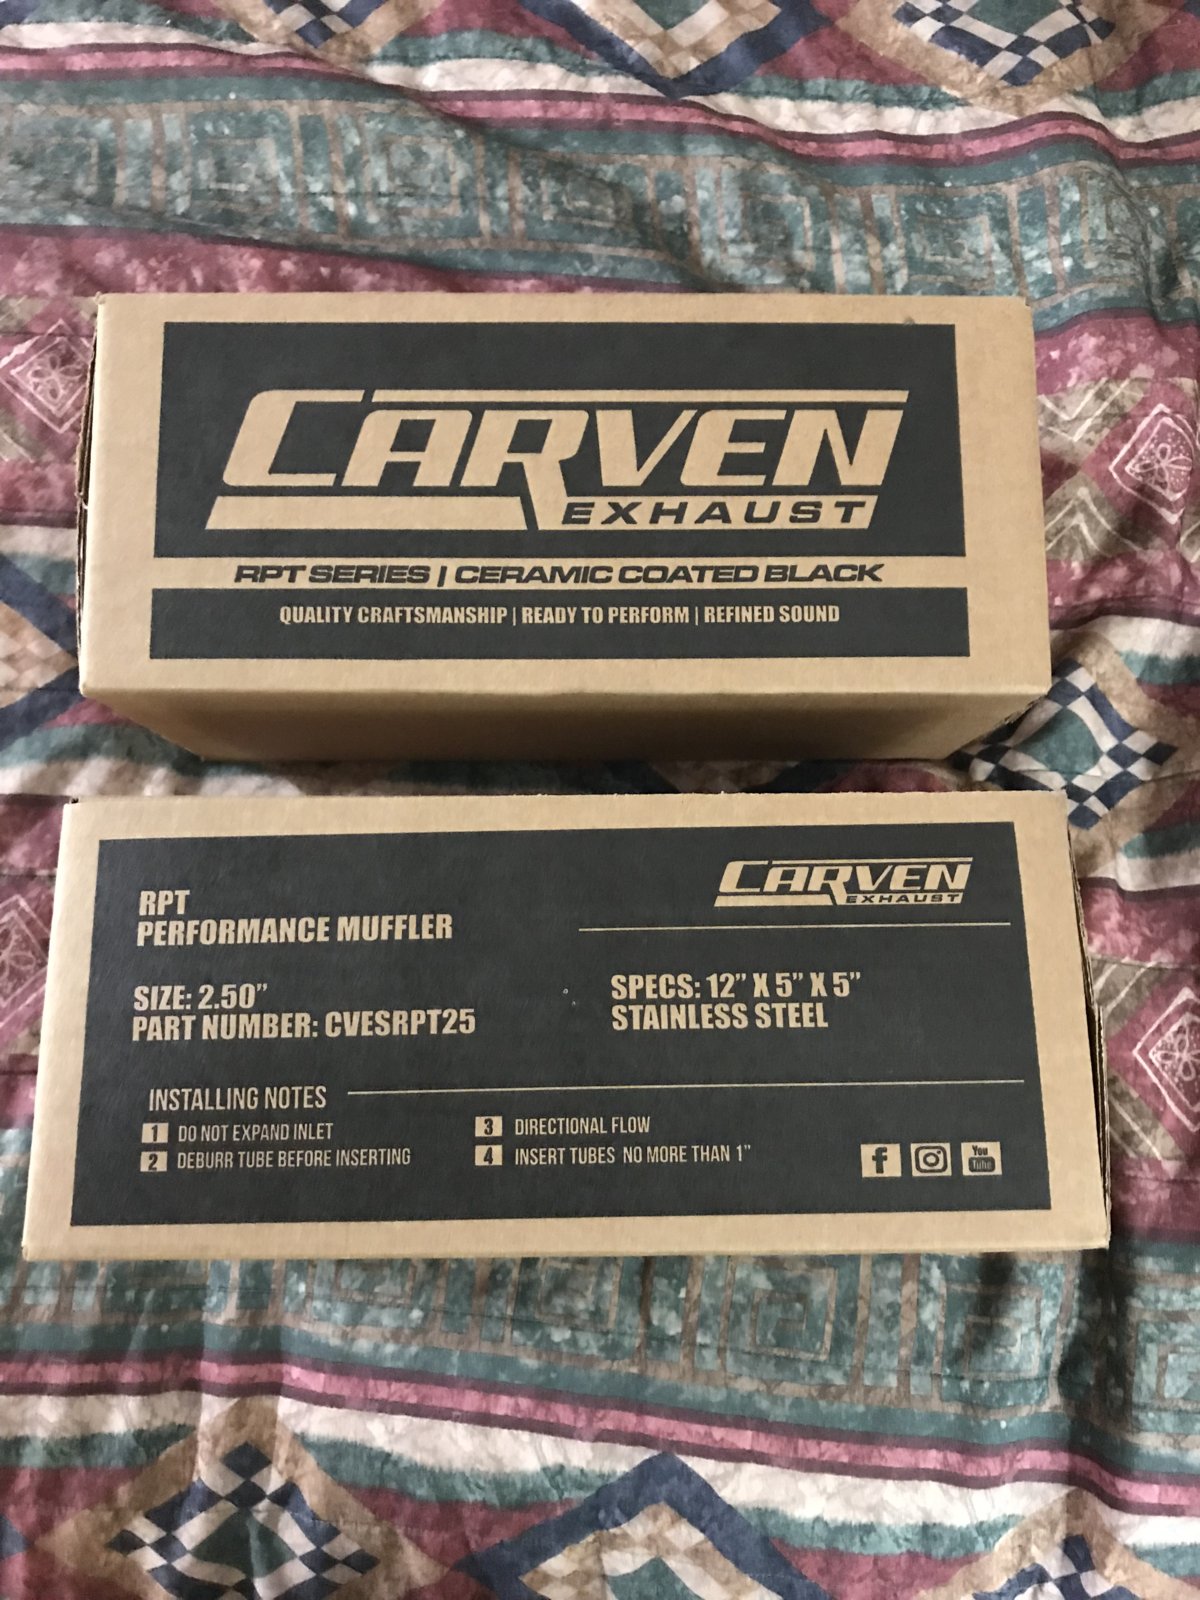 CARVEN
EXHAUST
RPT SERIES | CERAMIC COATED BLACK
QUALITY CRAFTSMANSHIP | READY TO PERFORM | REFINED SOUND
CARVEN
EXHAUST
RPT
PERFORMANCE MUFFLER
SIZE: 2.50”
PART NUMBER: CVESRPT25
SPECS: 12” X 5” X 5”
STAINLESS STEEL
INSTALLING NOTES
1 DO NOT EXPAND INLET
2 DEBURR TUBE BEFORE INSERTING
3 DIRECTIONAL FLOW
4 INSERT TUBES NO MORE THAN 1”
f
You
Tube